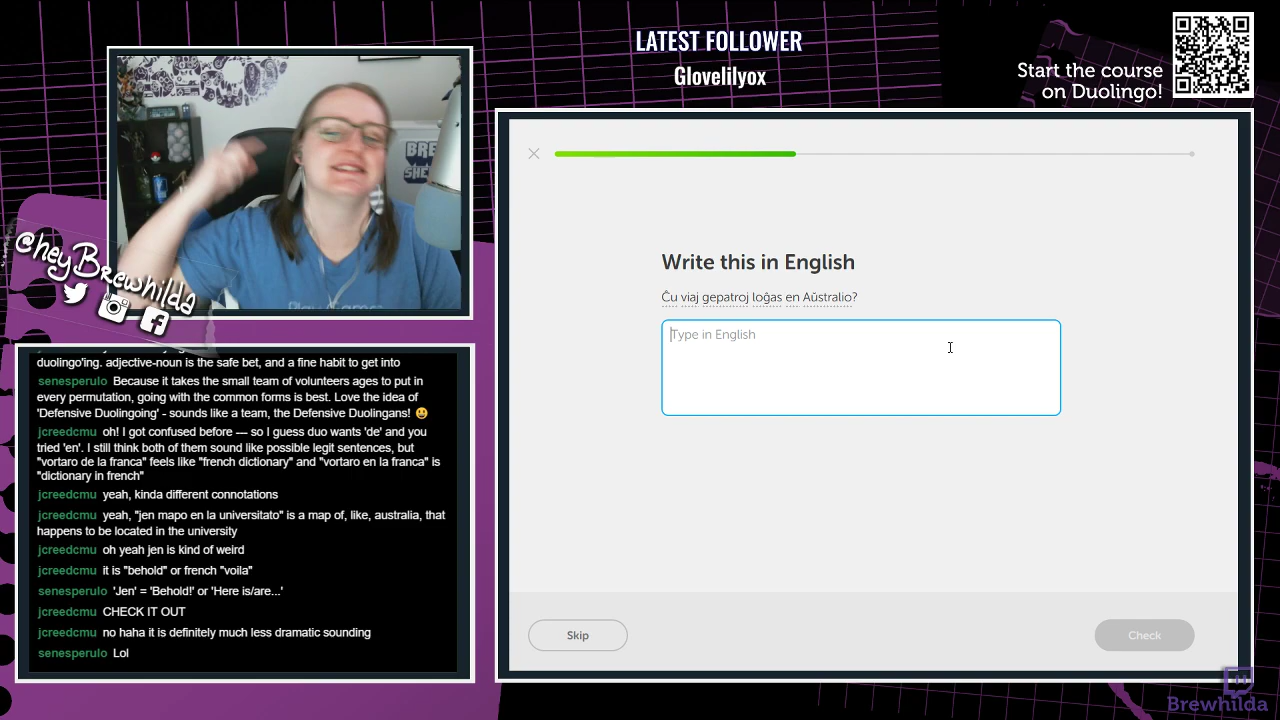 LATEST FOLLOWER
Glovelilyox
Start the course
on Duolingo!
BRE
SHE
Play Games
@heyBrewhilda
Write this in English
Ĉu viaj gepatroj loĝas en Aŭstralio?
Type in English
Skip
Check
duolingo'ing. adjective-noun is the safe bet, and a fine habit to get into
senesperulo Because it takes the small team of volunteers ages to put in
every permutation, going with the common forms is best. Love the idea of
'Defensive Duolingoing' - sounds like a team, the Defensive Duolingans! 😃
jcreedcmu oh! I got confused before --- so I guess duo wants 'de' and you
tried 'en'. I still think both of them sound like possible legit sentences, but
"vortaro de la franca" feels like "french dictionary" and "vortaro en la franca" is
"dictionary in french"
jcreedcmu yeah, kinda different connotations
jcreedcmu yeah, "jen mapo en la universitato" is a map of, like, australia, that
happens to be located in the university
jcreedcmu oh yeah jen is kind of weird
jcreedcmu it is "behold" or french "voila"
senesperulo 'Jen' = 'Behold!' or 'Here is/are...'
jcreedcmu CHECK IT OUT
jcreedcmu no haha it is definitely much less dramatic sounding
senesperulo Lol
Brewhilda